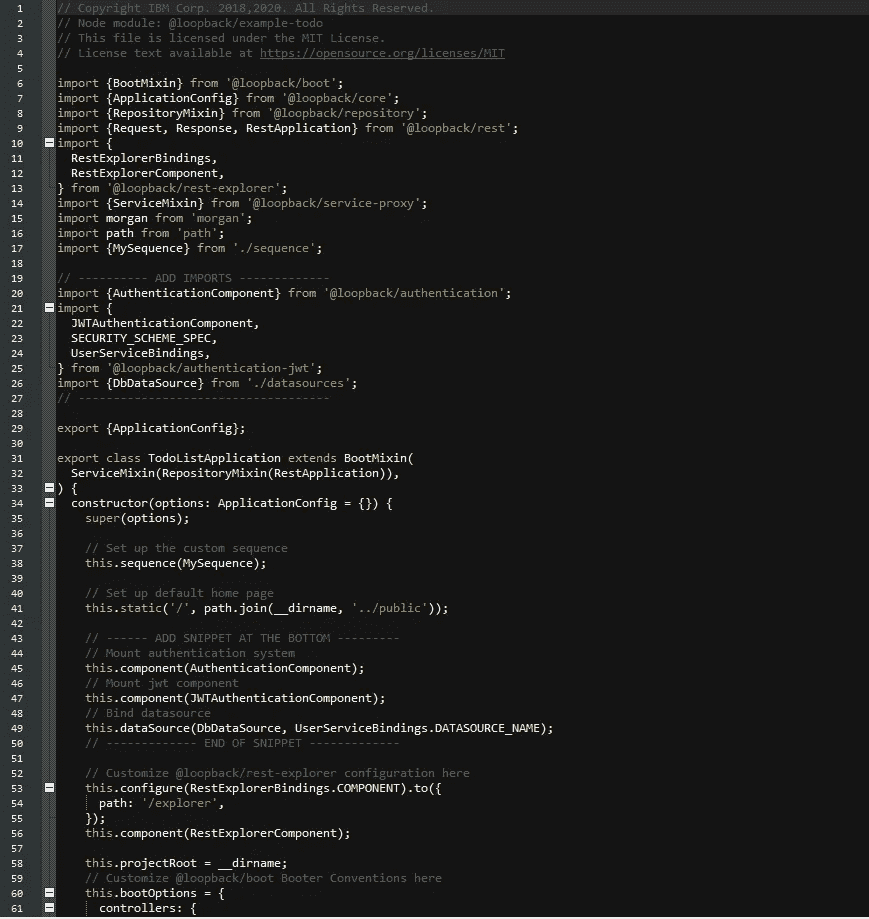 1 // Copyright IBM Corp. 2018,2020. All Rights Reserved.
2 // Node module: @loopback/example-todo
3 // This file is licensed under the MIT License.
4 // License text available at https://opensource.org/licenses/MIT
5
6 import {BootMixin} from '@loopback/boot';
7 import {ApplicationConfig} from '@loopback/core';
8 import {RepositoryMixin} from '@loopback/repository';
9 import {Request, Response, RestApplication} from '@loopback/rest';
10 import {
11   RestExplorerBindings,
12   RestExplorerComponent,
13 } from '@loopback/rest-explorer';
14 import {ServiceMixin} from '@loopback/service-proxy';
15 import morgan from 'morgan';
16 import path from 'path';
17 import {MySequence} from './sequence';
18
19 // ---------- ADD IMPORTS -------------
20 import {AuthenticationComponent} from '@loopback/authentication';
21 import {
22   JWTAuthenticationComponent,
23   SECURITY_SCHEME_SPEC,
24   UserServiceBindings,
25 } from '@loopback/authentication-jwt';
26 import {DbDataSource} from './datasources';
27 // ------------------------------------
28
29 export {ApplicationConfig};
30
31 export class TodoListApplication extends BootMixin(
32   ServiceMixin(RepositoryMixin(RestApplication)),
33 ) {
34   constructor(options: ApplicationConfig = {}) {
35     super(options);
36
37     // Set up the custom sequence
38     this.sequence(MySequence);
39
40     // Set up default home page
41     this.static('/', path.join(__dirname, '../public'));
42
43     // ------ ADD SNIPPET AT THE BOTTOM ---------
44     // Mount authentication system
45     this.component(AuthenticationComponent);
46     // Mount jwt component
47     this.component(JWTAuthenticationComponent);
48     // Bind datasource
49     this.dataSource(DbDataSource, UserServiceBindings.DATASOURCE_NAME);
50     // ------------- END OF SNIPPET -------------
51
52     // Customize @loopback/rest-explorer configuration here
53     this.configure(RestExplorerBindings.COMPONENT).to({
54       path: '/explorer',
55     });
56     this.component(RestExplorerComponent);
57
58     this.projectRoot = __dirname;
59     // Customize @loopback/boot Booter Conventions here
60     this.bootOptions = {
61       controllers: {